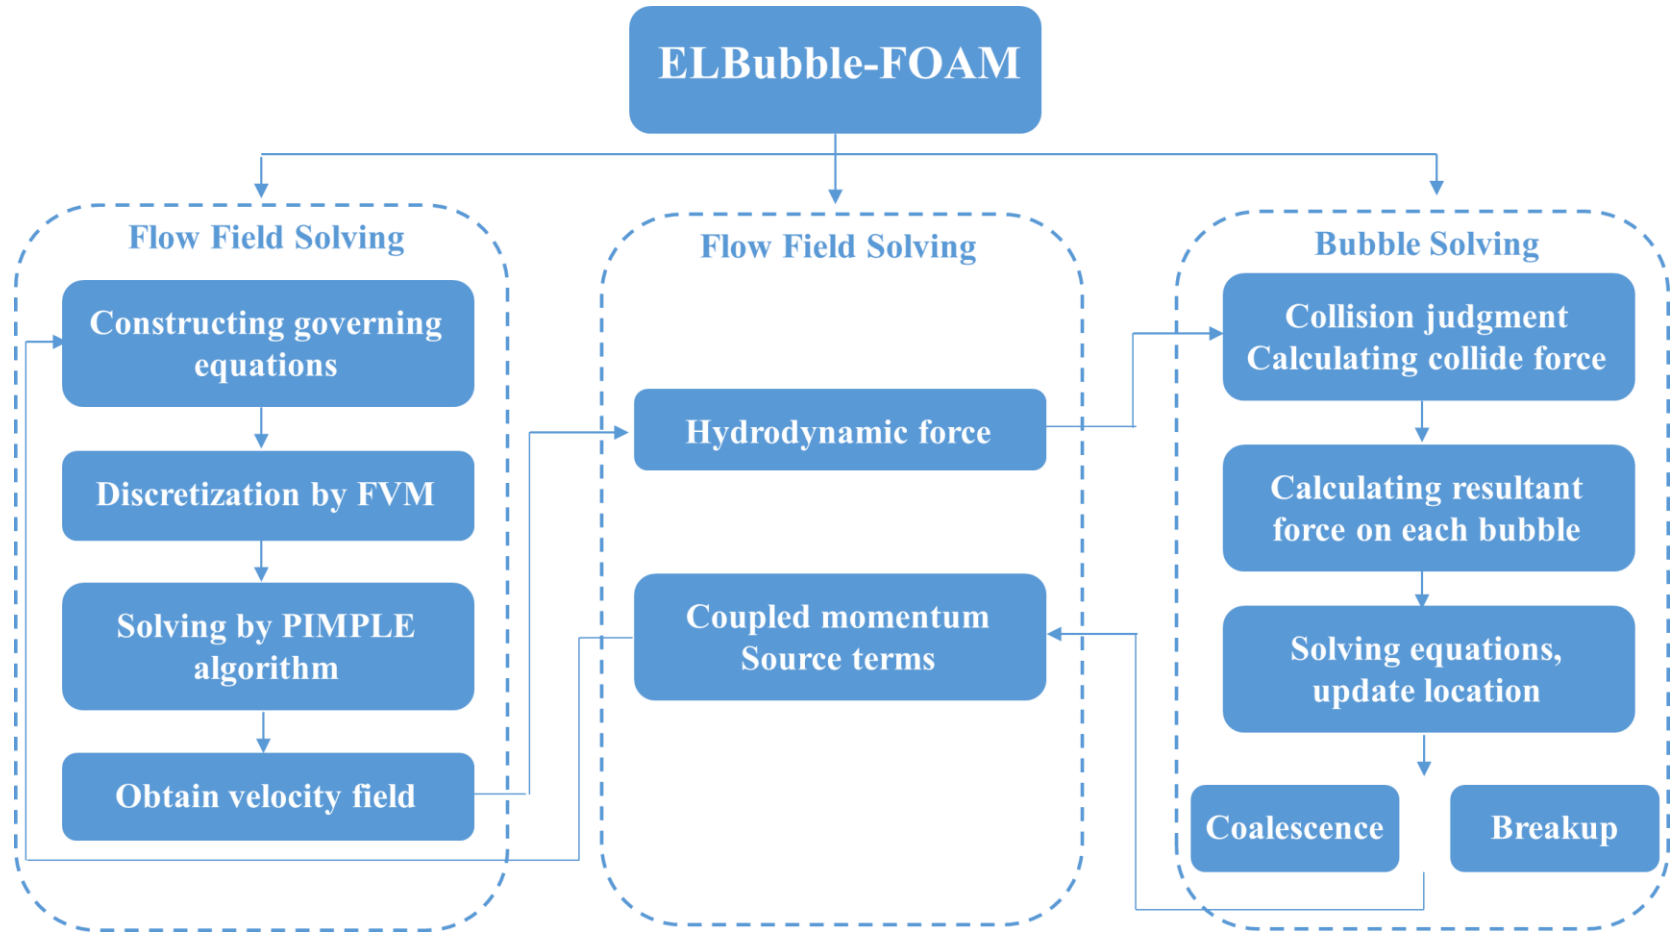 ELBubble-FOAM
Flow Field Solving
Constructing governing
equations
Discretization by FVM
Solving by PIMPLE
algorithm
Obtain velocity field
Flow Field Solving
Hydrodynamic force
Coupled momentum
Source terms
Bubble Solving
Collision judgment
Calculating collide force
Calculating resultant
force on each bubble
Solving equations,
update location
Coalescence
Breakup